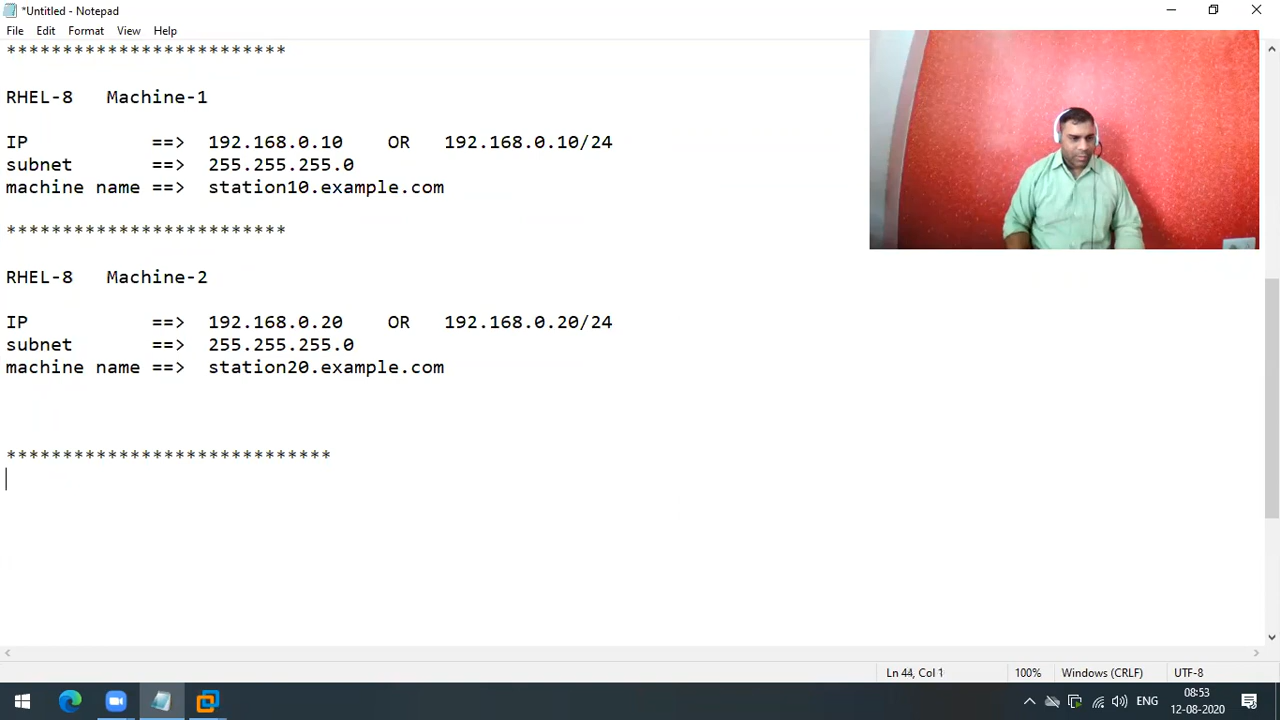 *Untitled - Notepad
File Edit Format View Help
*************************
RHEL-8   Machine-1
IP           ==>  192.168.0.10    OR   192.168.0.10/24
subnet       ==>  255.255.255.0
machine name ==>  station10.example.com
*************************
RHEL-8   Machine-2
IP           ==>  192.168.0.20    OR   192.168.0.20/24
subnet       ==>  255.255.255.0
machine name ==>  station20.example.com
*****************************
Ln 44, Col 1 100% Windows (CRLF) UTF-8
ENG 08:53
12-08-2020